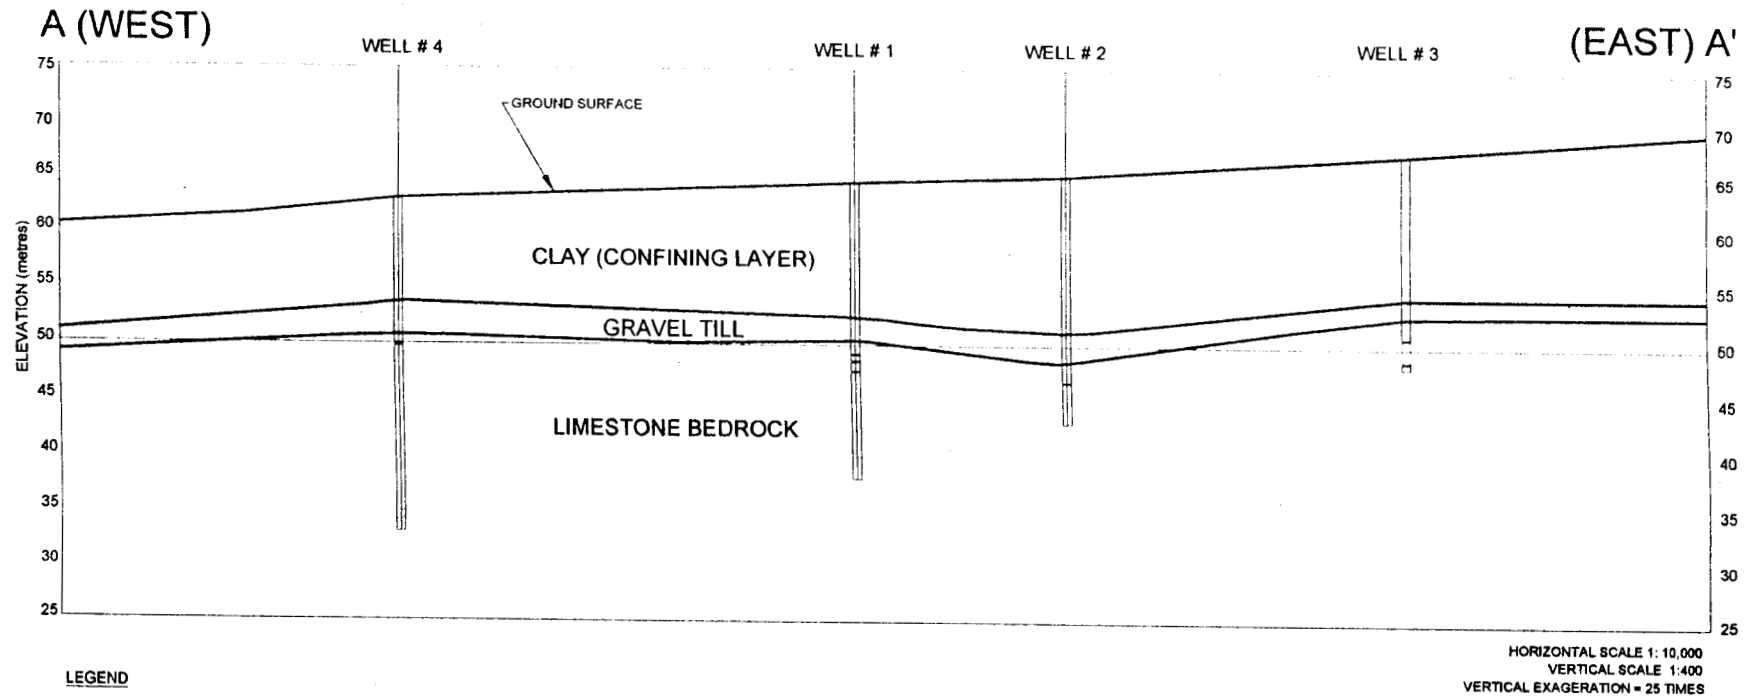 A (WEST)
WELL # 4
WELL # 1
WELL # 2
WELL # 3
(EAST) A'
75
70
65
60
55
50
45
40
35
30
25
ELEVATION (metres)
GROUND SURFACE
CLAY (CONFINING LAYER)
GRAVEL TILL
LIMESTONE BEDROCK
75
70
65
60
55
50
45
40
35
30
25
LEGEND
HORIZONTAL SCALE 1: 10,000
VERTICAL SCALE 1:400
VERTICAL EXAGERATION = 25 TIMES